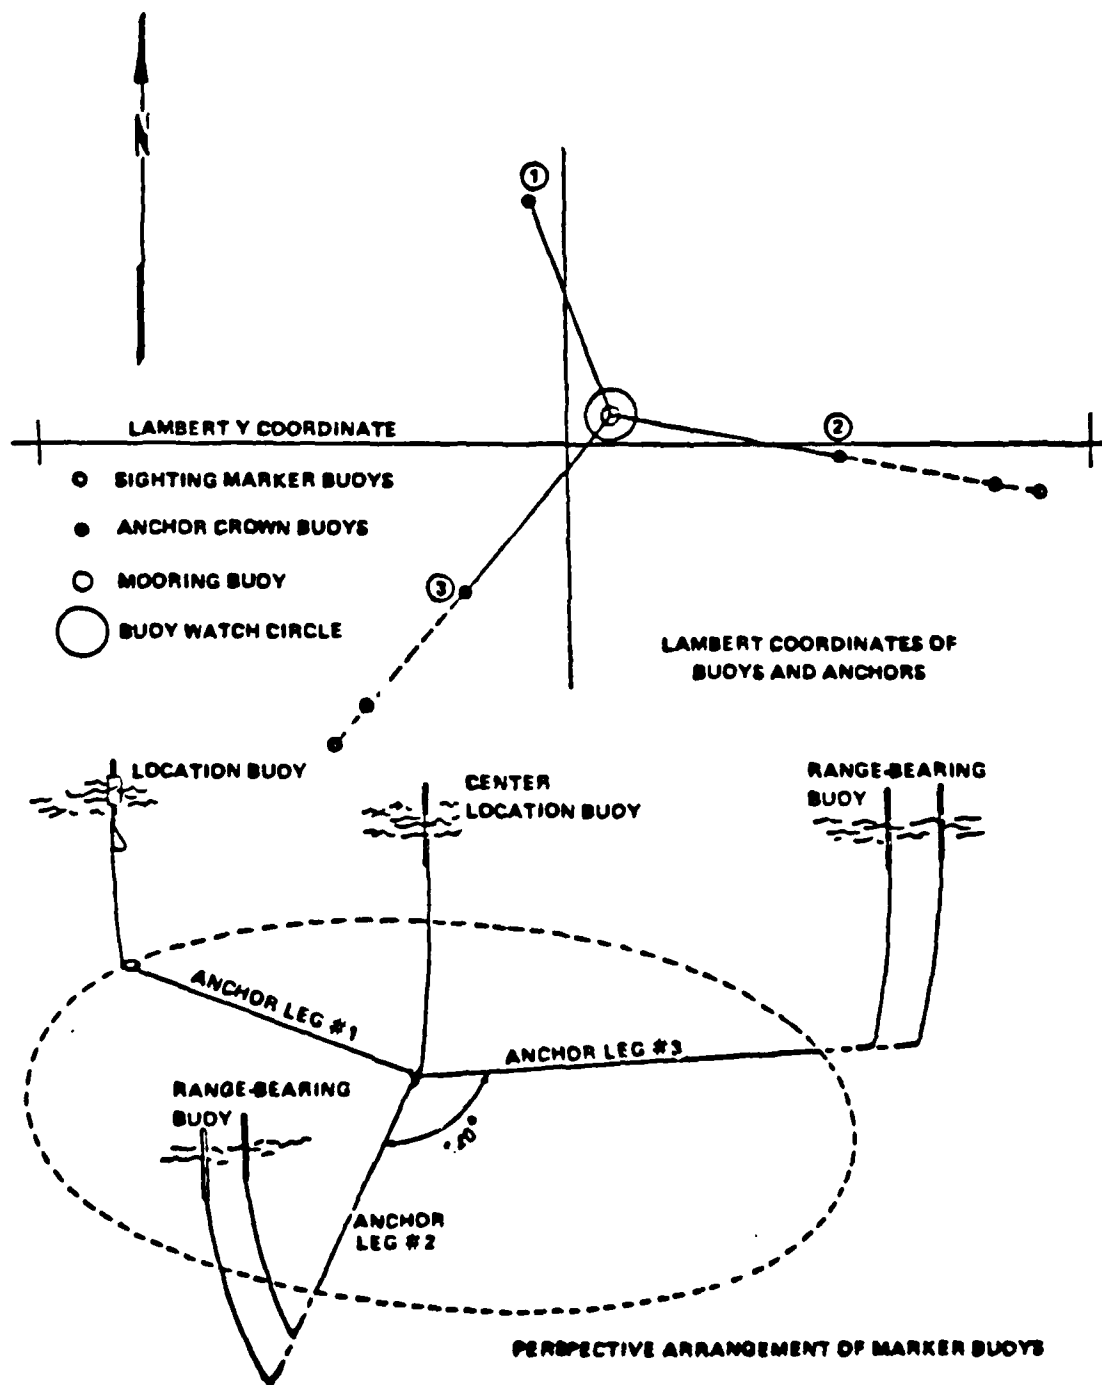 N
①
LAMBERT Y COORDINATE
②
SIGHTING MARKER BUOYS
ANCHOR CROWN BUOYS
③
MOORING BUOY
BUOY WATCH CIRCLE
LAMBERT COORDINATES OF
BUOYS AND ANCHORS
LOCATION BUOY
CENTER
LOCATION BUOY
RANGE-BEARING
BUOY
ANCHOR LEG #1
ANCHOR LEG #3
RANGE-BEARING
BUOY
ANCHOR
LEG #2
PERSPECTIVE ARRANGEMENT OF MARKER BUOYS